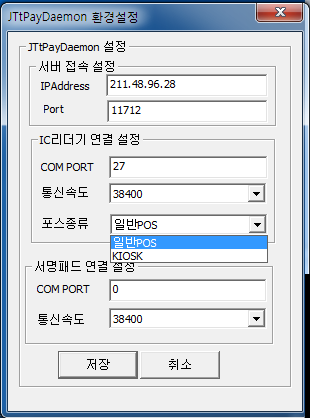 JTtPayDaemon 환경설정
JTtPayDaemon 설정
서버 접속 설정
IPAddress 211.48.96.28
Port 11712
IC리더기 연결 설정
COM PORT 27
통신속도 38400
포스종류 일반POS
일반POS
KIOSK
서명패드 연결 설정
COM PORT 0
통신속도 38400
저장 취소